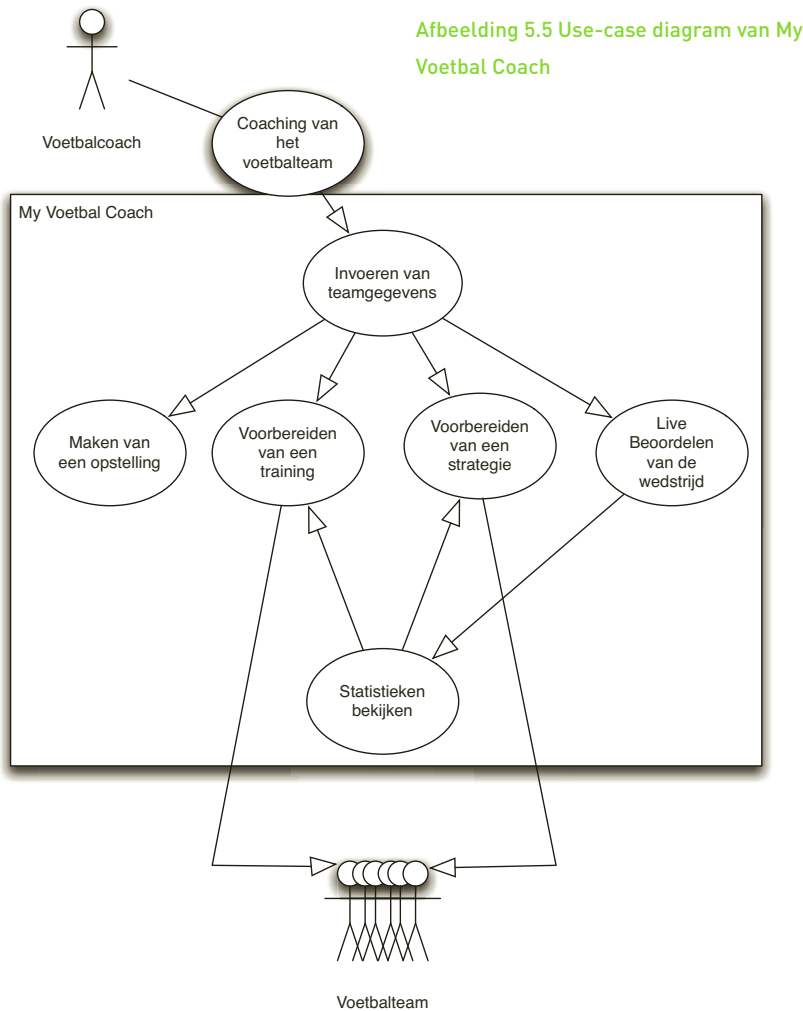 Afbeelding 5.5 Use-case diagram van My
Voetbal Coach
Voetbalcoach
Coaching van
het
voetbalteam
My Voetbal Coach
Invoeren van
teamgegevens
Maken van
een opstelling
Voorbereiden
van een
training
Voorbereiden
van een
strategie
Live
Beoordelen
van de
wedstrijd
Statistieken
bekijken
Voetbalteam